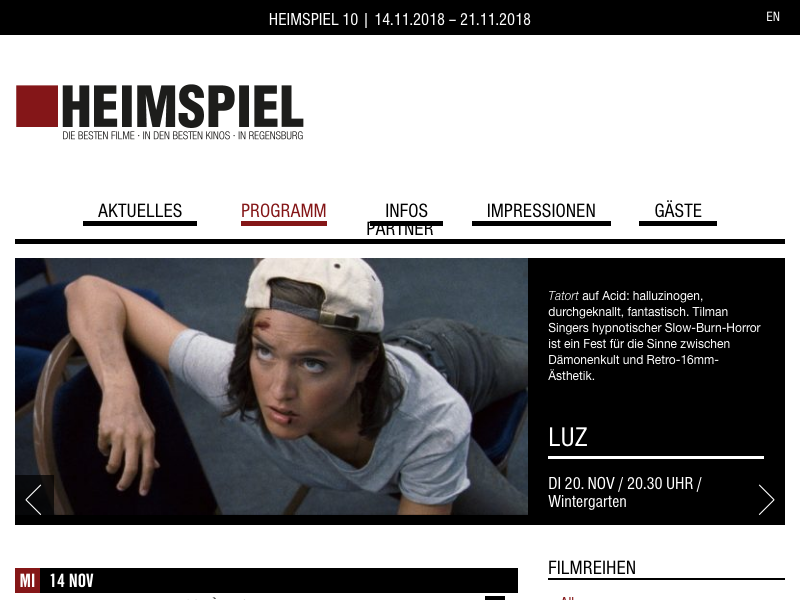 HEIMSPIEL 10 | 14.11.2018 – 21.11.2018
EN
HEIMSPIEL
DIE BESTEN FILME · IN DEN BESTEN KINOS · IN REGENSBURG
AKTUELLES
PROGRAMM
INFOS
IMPRESSIONEN
GÄSTE
PARTNER
Tatort auf Acid: halluzinogen,
durchgeknallt, fantastisch. Tilman
Singers hypnotischer Slow-Burn-Horror
ist ein Fest für die Sinne zwischen
Dämonenkult und Retro-16mm-
Ästhetik.
LUZ
DI 20. NOV / 20.30 UHR /
Wintergarten
MI 14 NOV
FILMREIHEN